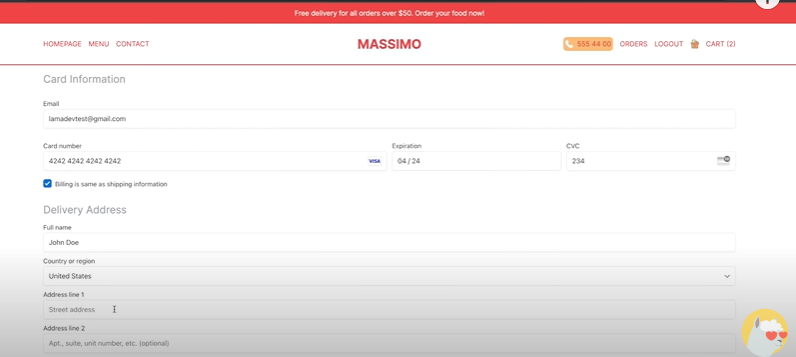 Free delivery for all orders over $50. Order your food now!
HOMEPAGE MENU CONTACT MASSIMO 555 44 00 ORDERS LOGOUT CART (2)
Card Information
Email
lamadevtest@gmail.com
Card number Expiration CVC
4242 4242 4242 4242 VISA 04 / 24 234
Billing is same as shipping information
Delivery Address
Full name
John Doe
Country or region
United States
Address line 1
Street address
Address line 2
Apt., suite, unit number, etc. (optional)